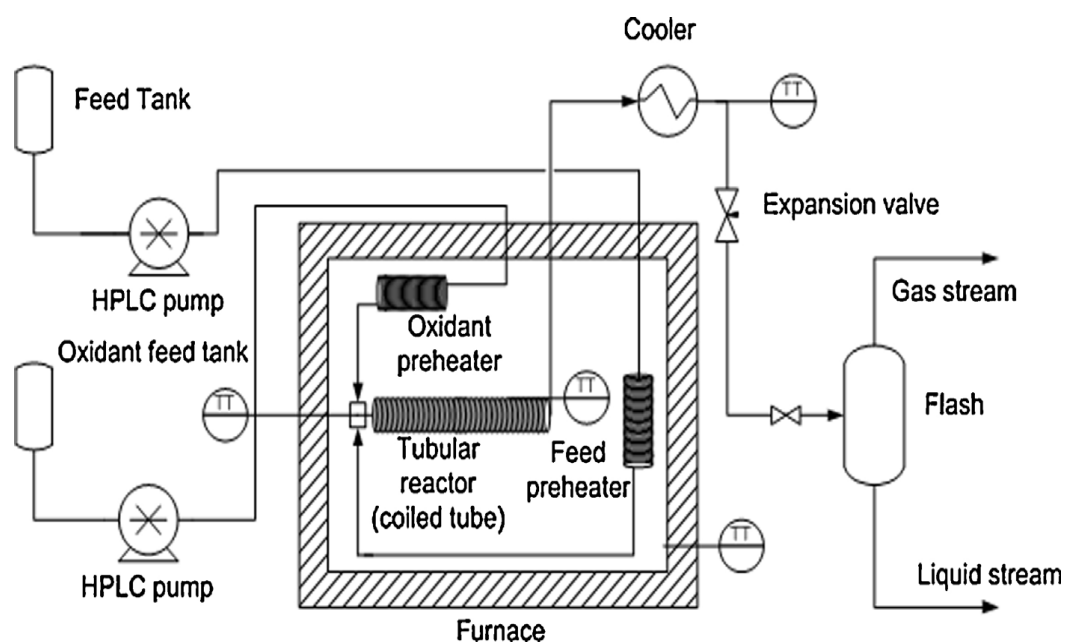 Cooler
Feed Tank
TT
Expansion valve
HPLC pump
Gas stream
Oxidant feed tank
Oxidant
preheater
TT
TT
Flash
Tubular
reactor
(coiled tube)
Feed
preheater
TT
HPLC pump
Liquid stream
Furnace